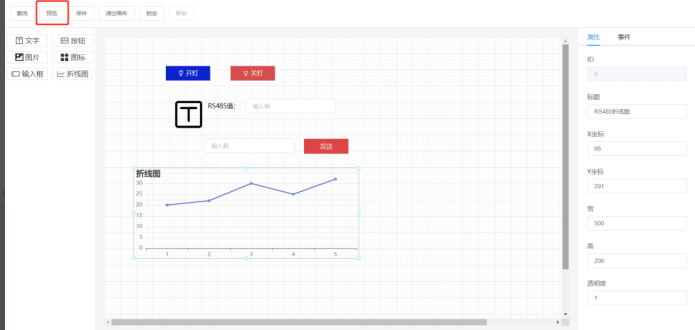 撤销 预览 保存 清空画布 锁定 解锁
文字 按钮
图片 图标
输入框 折线图
开灯 关灯
T RS485值: 输入框
输入框 发送
折线图
30
25
20
15
10
5
0
1 2 3 4 5
属性 事件
ID
标题
RS485折线图
X坐标
66
Y坐标
291
宽
500
高
200
透明度
1